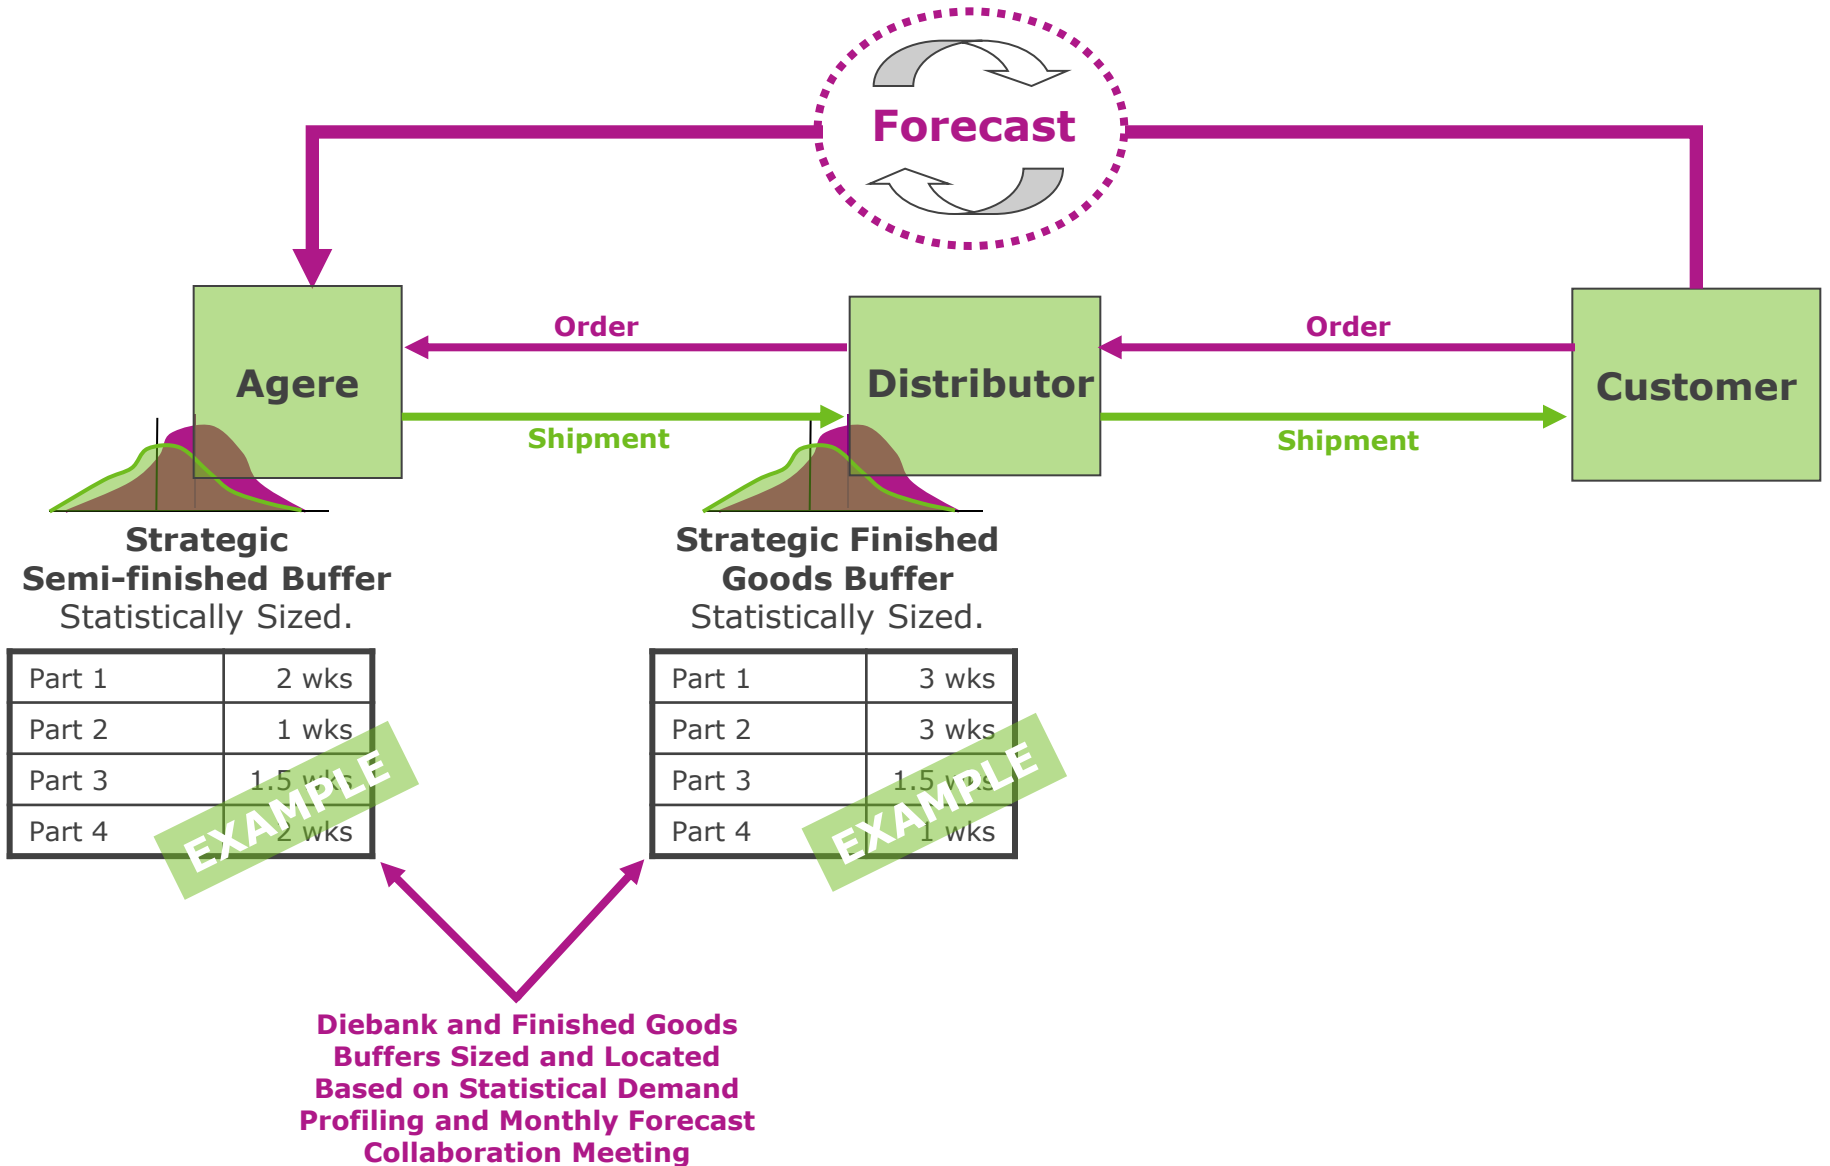 Forecast
Order
Order
Agere
Distributor
Customer
Shipment
Shipment
Strategic
Semi-finished Buffer
Statistically Sized.
Part 1 2 wks
Part 2 1 wks
Part 3 1.5 wks
Part 4 2 wks
EXAMPLE
Strategic Finished
Goods Buffer
Statistically Sized.
Part 1 3 wks
Part 2 3 wks
Part 3 1.5 wks
Part 4 1 wks
EXAMPLE
Diebank and Finished Goods
Buffers Sized and Located
Based on Statistical Demand
Profiling and Monthly Forecast
Collaboration Meeting